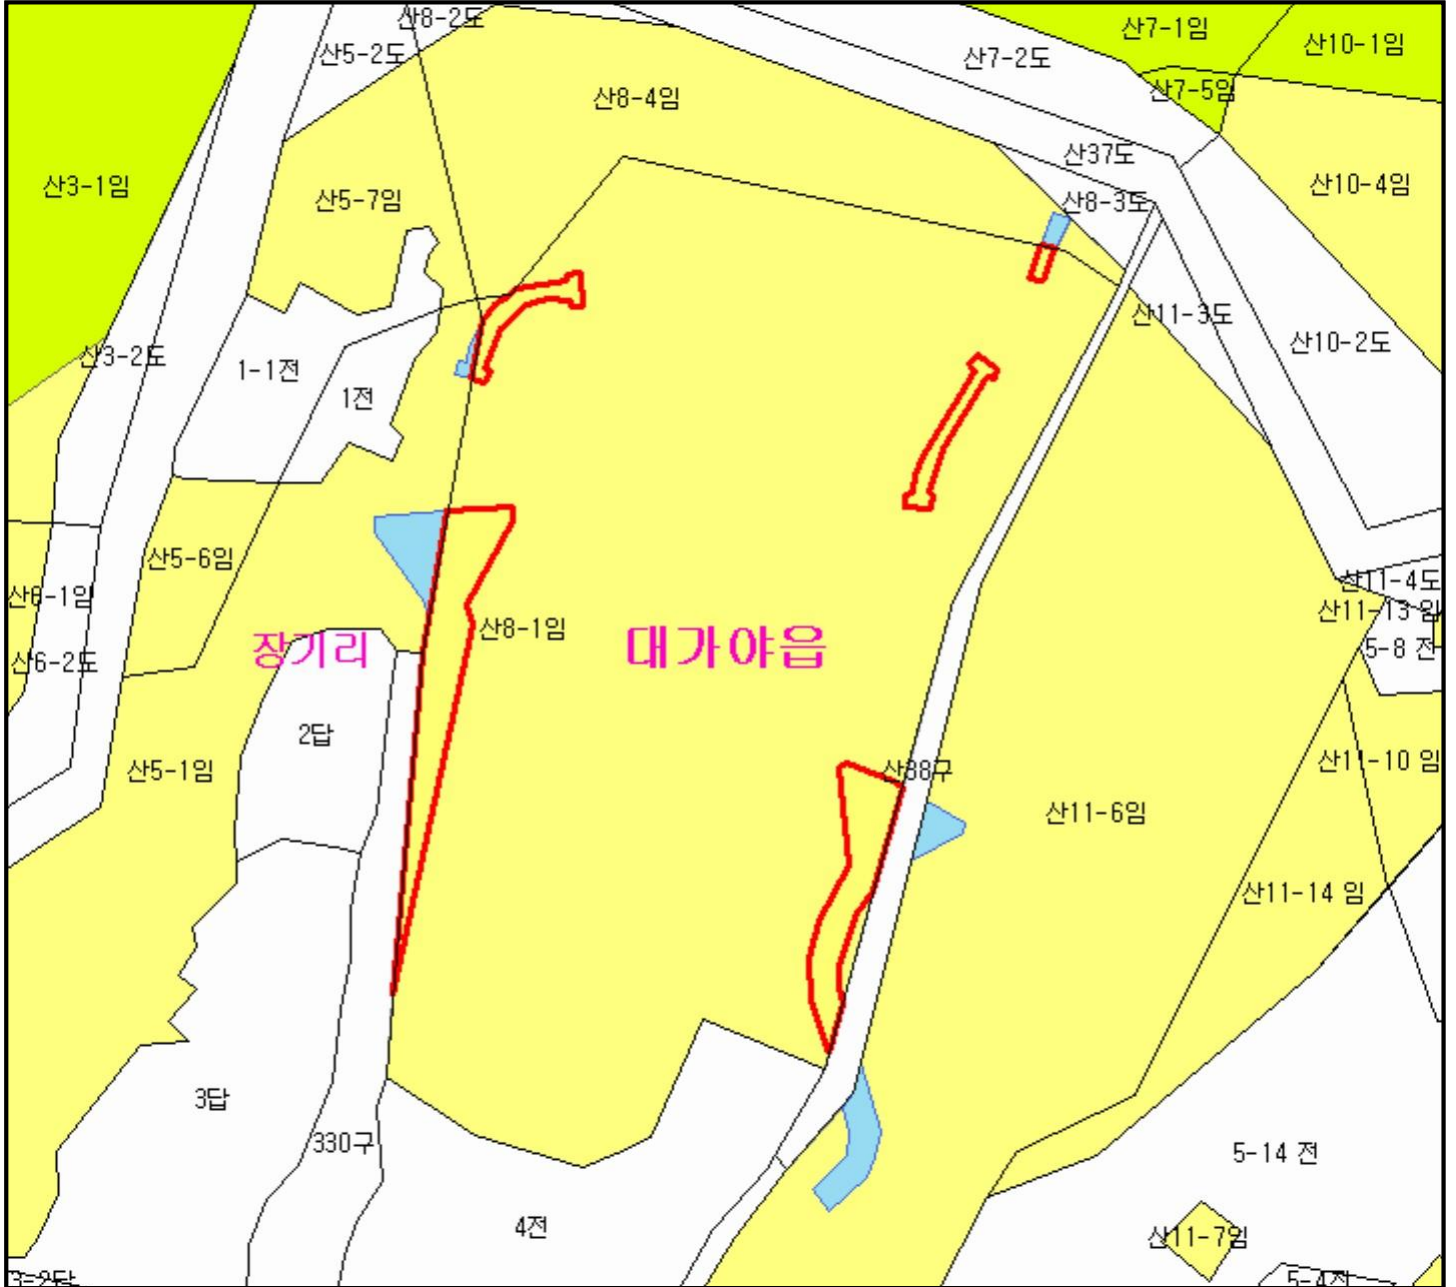 산8-2도
산7-1임
산10-1임
산5-2도
산7-2도
산7-5임
산8-4임
산37도
산3-1임
산10-4임
산5-7임
산8-3도
산11-3도
산10-2도
산3-2도
1-1전
1전
산5-6임
산11-4도
산6-1임
산11-13 임
산8-1임
장기리
대가야읍
5-8 전
산6-2도
2답
산5-1임
산38구
산11-10 임
산11-6임
산11-14 임
3답
330구
5-14 전
4전
산11-7임
3-2답
5-4전